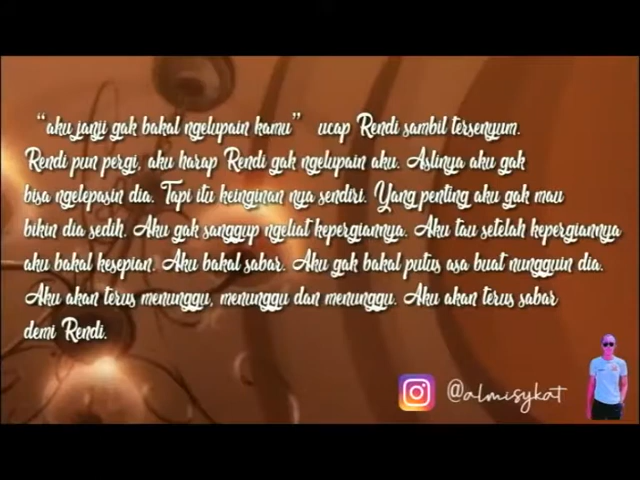 “aku janji gak bakal ngelupain kamu” ucap Rendi sambil tersenyum.
Rendi pun pergi, aku harap Rendi gak ngelupain aku. Aslinya aku gak
bisa ngelepasin dia. Tapi itu keinginan nya sendiri. Yang penting aku gak mau
bikin dia sedih. Aku gak sanggup ngeliat kepergiannya. Aku tau setelah kepergiannya
aku bakal kesepian. Aku bakal sabar. Aku gak bakal putus asa buat nungguin dia.
Aku akan terus menunggu, menunggu dan menunggu. Aku akan terus sabar
demi Rendi.
@almisykat